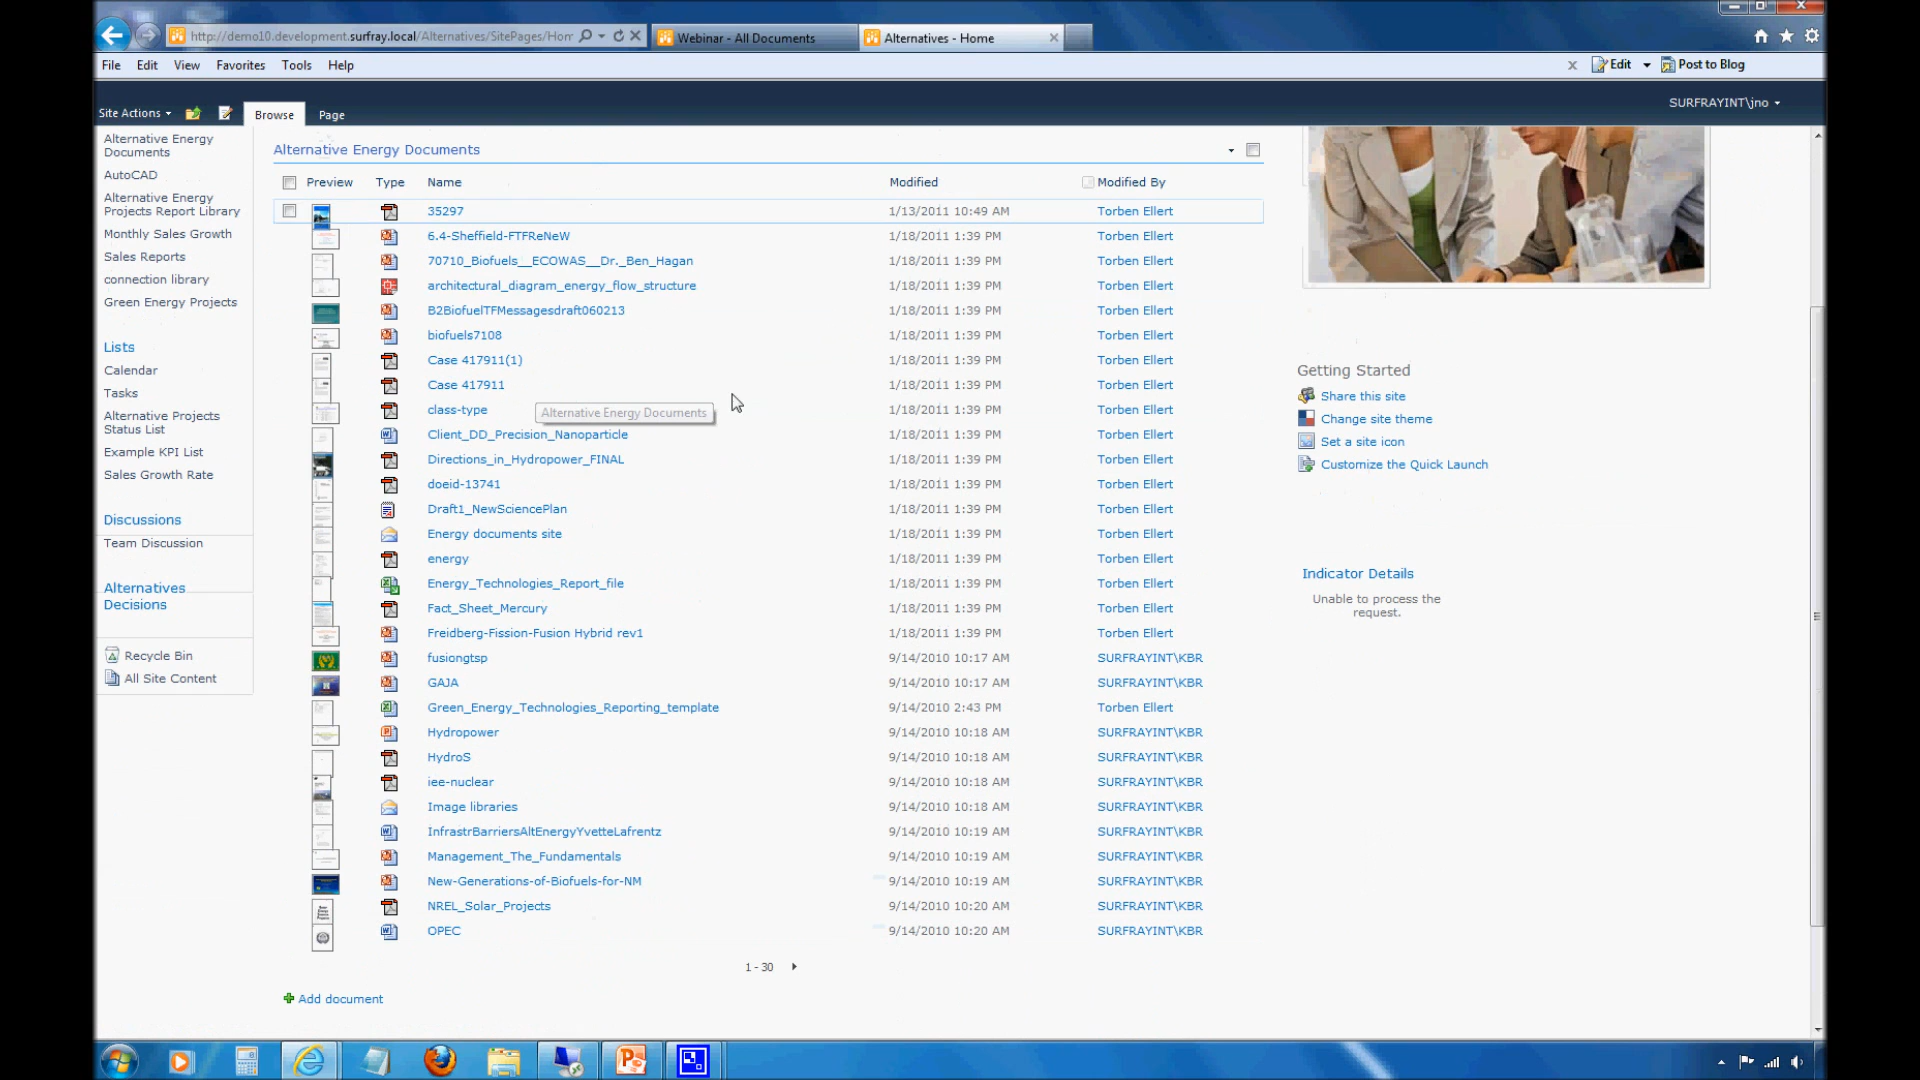 http://demo10.development.surfray.local/Alternatives/SitePages/Hom
Webinar - All Documents
Alternatives - Home
File Edit View Favorites Tools Help
x Edit Post to Blog
Site Actions Browse Page
SURFRAYINT\jno
Alternative Energy
Documents
AutoCAD
Alternative Energy
Projects Report Library
Monthly Sales Growth
Sales Reports
connection library
Green Energy Projects
Lists
Calendar
Tasks
Alternative Projects
Status List
Example KPI List
Sales Growth Rate
Discussions
Team Discussion
Alternatives
Decisions
Recycle Bin
All Site Content
Alternative Energy Documents
Preview Type Name Modified Modified By
35297 1/13/2011 10:49 AM Torben Ellert
6.4-Sheffield-FTFReNeW 1/18/2011 1:39 PM Torben Ellert
70710_Biofuels__ECOWAS__Dr._Ben_Hagan 1/18/2011 1:39 PM Torben Ellert
architectural_diagram_energy_flow_structure 1/18/2011 1:39 PM Torben Ellert
B2BiofuelTFMessagesdraft060213 1/18/2011 1:39 PM Torben Ellert
biofuels7108 1/18/2011 1:39 PM Torben Ellert
Case 417911(1) 1/18/2011 1:39 PM Torben Ellert
Case 417911 1/18/2011 1:39 PM Torben Ellert
class-type 1/18/2011 1:39 PM Torben Ellert
Alternative Energy Documents
Client_DD_Precision_Nanoparticle 1/18/2011 1:39 PM Torben Ellert
Directions_in_Hydropower_FINAL 1/18/2011 1:39 PM Torben Ellert
doeid-13741 1/18/2011 1:39 PM Torben Ellert
Draft1_NewSciencePlan 1/18/2011 1:39 PM Torben Ellert
Energy documents site 1/18/2011 1:39 PM Torben Ellert
energy 1/18/2011 1:39 PM Torben Ellert
Energy_Technologies_Report_file 1/18/2011 1:39 PM Torben Ellert
Fact_Sheet_Mercury 1/18/2011 1:39 PM Torben Ellert
Freidberg-Fission-Fusion Hybrid rev1 1/18/2011 1:39 PM Torben Ellert
fusiongtsp 9/14/2010 10:17 AM SURFRAYINT\KBR
GAJA 9/14/2010 10:17 AM SURFRAYINT\KBR
Green_Energy_Technologies_Reporting_template 9/14/2010 2:43 PM Torben Ellert
Hydropower 9/14/2010 10:18 AM SURFRAYINT\KBR
HydroS 9/14/2010 10:18 AM SURFRAYINT\KBR
iee-nuclear 9/14/2010 10:18 AM SURFRAYINT\KBR
Image libraries 9/14/2010 10:18 AM SURFRAYINT\KBR
InfrastrBarriersAltEnergyYvetteLafrentz 9/14/2010 10:19 AM SURFRAYINT\KBR
Management_The_Fundamentals 9/14/2010 10:19 AM SURFRAYINT\KBR
New-Generations-of-Biofuels-for-NM 9/14/2010 10:19 AM SURFRAYINT\KBR
NREL_Solar_Projects 9/14/2010 10:20 AM SURFRAYINT\KBR
OPEC 9/14/2010 10:20 AM SURFRAYINT\KBR
1 - 30
Add document
Getting Started
Share this site
Change site theme
Set a site icon
Customize the Quick Launch
Indicator Details
Unable to process the
request.